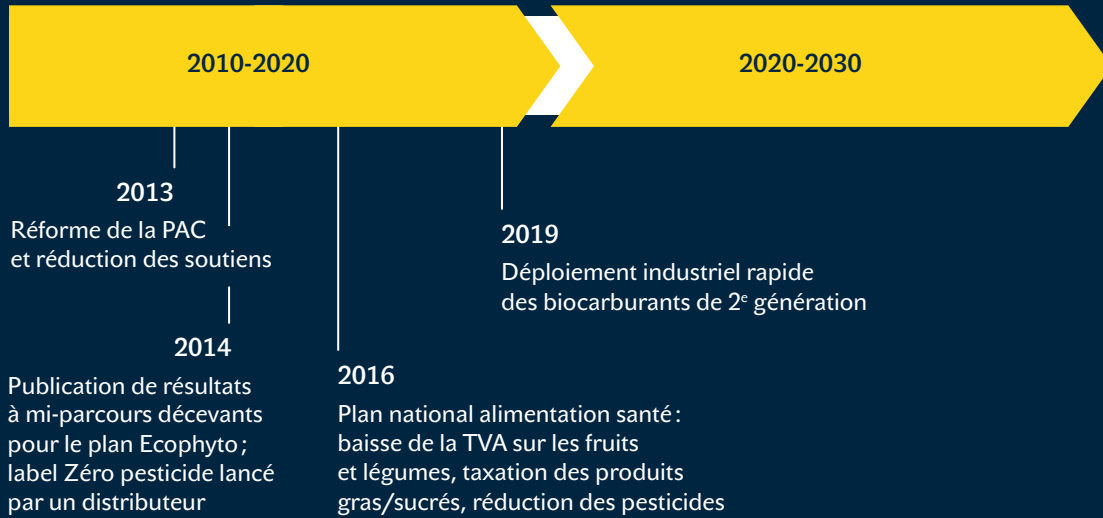 2010-2020
2020-2030
2013
Réforme de la PAC
et réduction des soutiens
2014
Publication de résultats
à mi-parcours décevants
pour le plan Ecophyto ;
label Zéro pesticide lancé
par un distributeur
2016
Plan national alimentation santé :
baisse de la TVA sur les fruits
et légumes, taxation des produits
gras/sucrés, réduction des pesticides
2019
Déploiement industriel rapide
des biocarburants de 2e génération